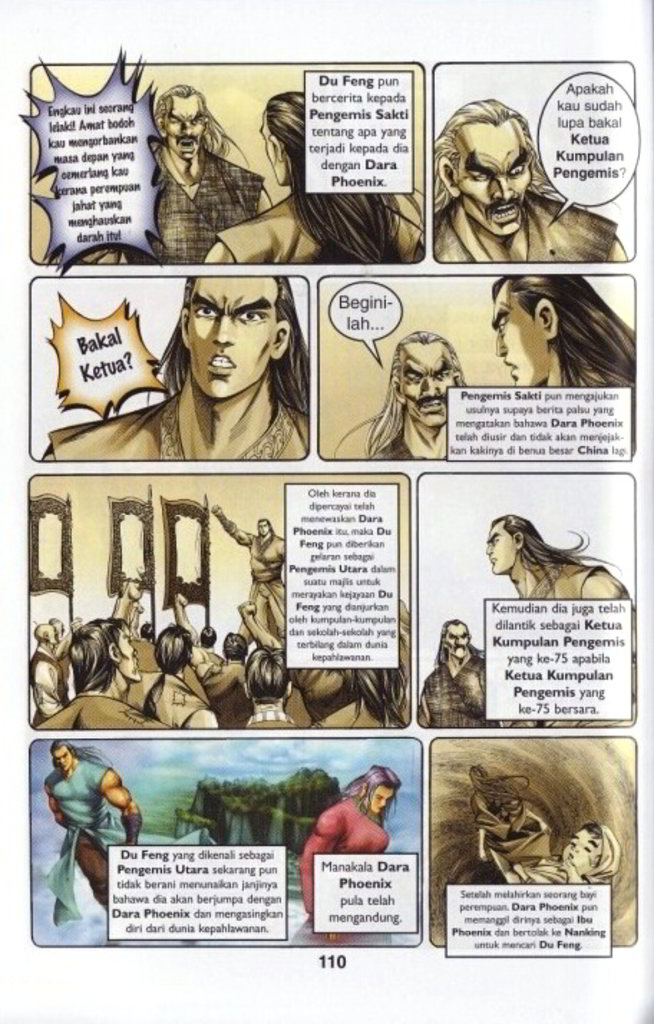 Engkau ini seorang
lelaki! Amat bodoh
kau mengorbankan
masa depan yang
cemerlang kau
kerana perempuan
jahat yang
menghauskan
darah itu!
Du Feng pun
bercerita kepada
Pengemis Sakti
tentang apa yang
terjadi kepada dia
dengan Dara
Phoenix.
Apakah
kau sudah
lupa bakal
Ketua
Kumpulan
Pengemis?
Bakal
Ketua?
Begini-
lah...
Pengemis Sakti pun mengajukan
usulnya supaya berita palsu yang
mengatakan bahawa Dara Phoenix
telah diusir dan tidak akan menjejak-
kan kakinya di benua besar China lagi.
Oleh kerana dia
dipercayai telah
menewaskan Dara
Phoenix itu, maka Du
Feng pun diberikan
gelaran sebagai
Pengemis Utara dalam
suatu majlis untuk
merayakan kejayaan Du
Feng yang dianjurkan
oleh kumpulan-kumpulan
dan sekolah-sekolah yang
terbilang dalam dunia
kepahlawanan.
Kemudian dia juga telah
dilantik sebagai Ketua
Kumpulan Pengemis
yang ke-75 apabila
Ketua Kumpulan
Pengemis yang
ke-75 bersara.
Du Feng yang dikenali sebagai
Pengemis Utara sekarang pun
tidak berani menunaikan janjinya
bahawa dia akan berjumpa dengan
Dara Phoenix dan mengasingkan
diri dari dunia kepahlawanan.
Manakala Dara
Phoenix
pula telah
mengandung.
Setelah melahirkan seorang bayi
perempuan, Dara Phoenix pun
memanggil dirinya sebagai Ibu
Phoenix dan bertolak ke Nanking
untuk mencari Du Feng.
110